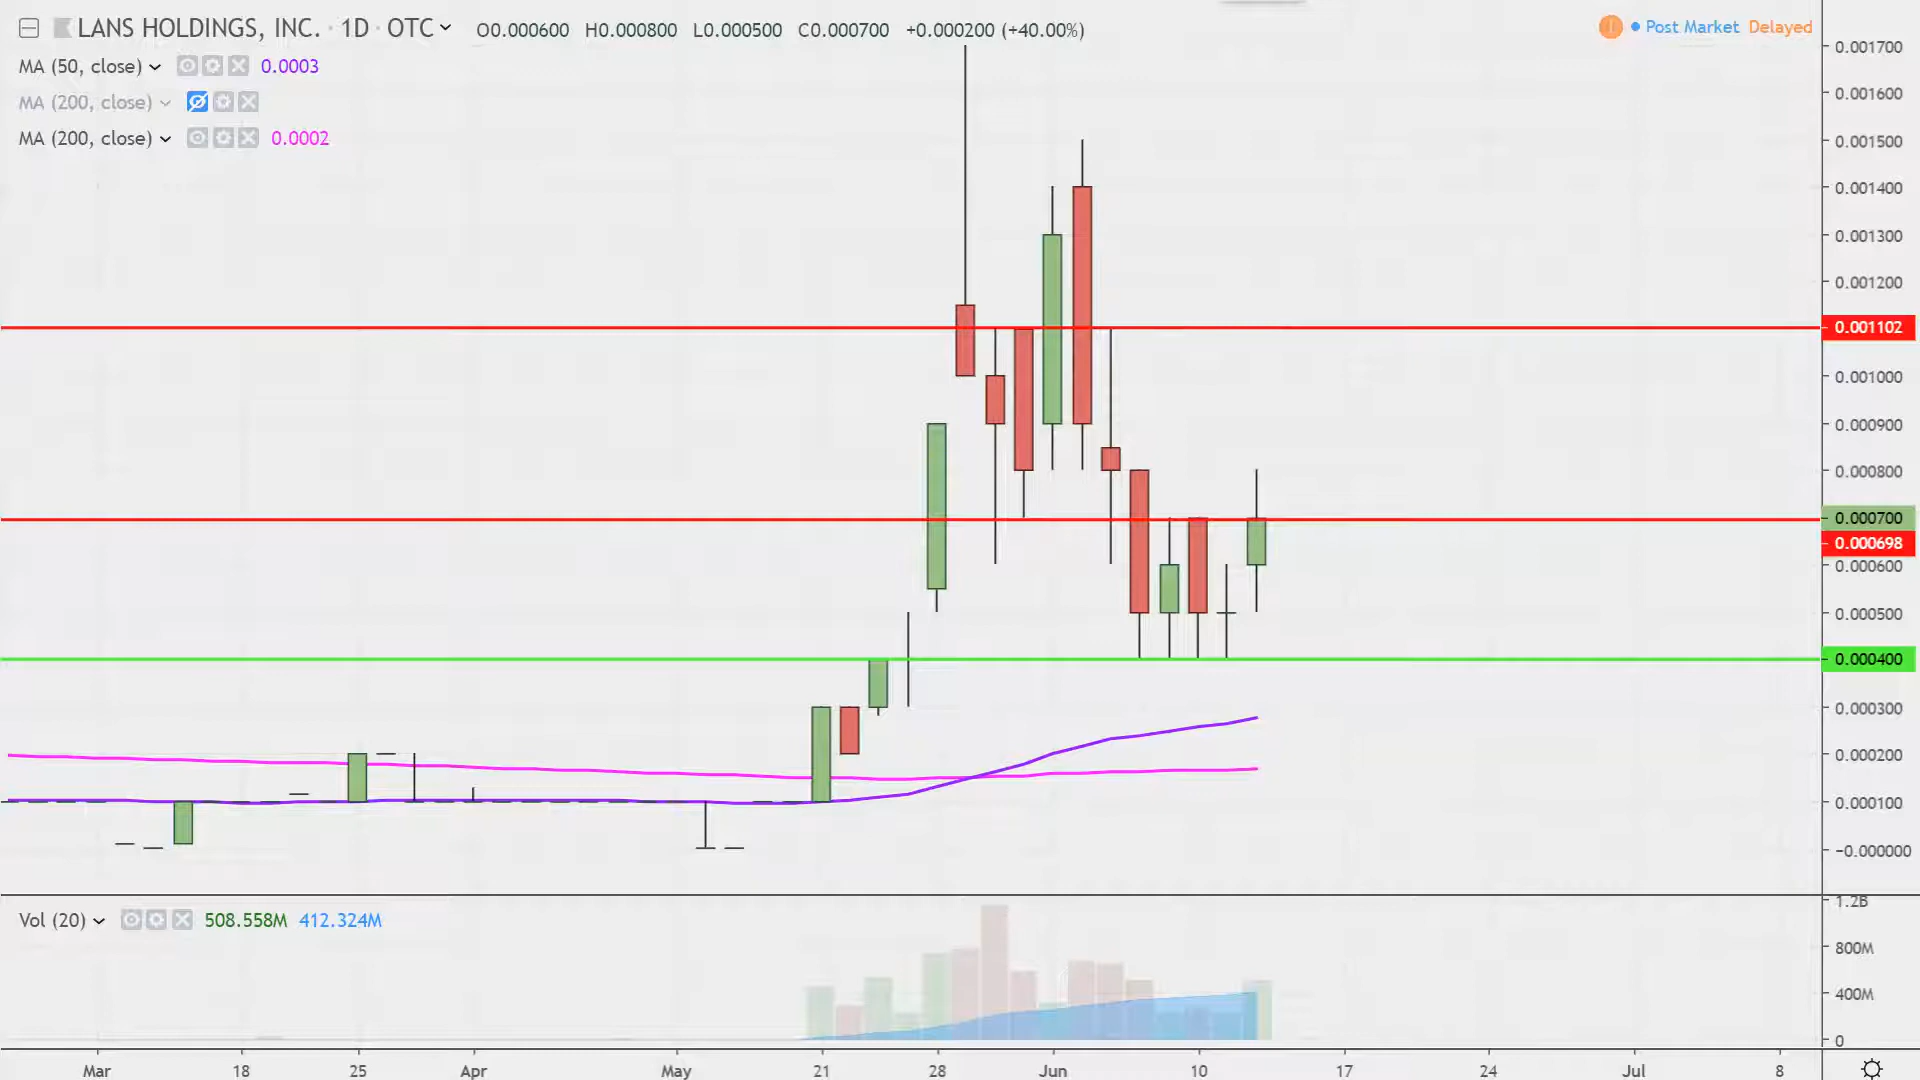 LANS HOLDINGS, INC. · 1D · OTC O0.000600 H0.000800 L0.000500 C0.000700 +0.000200 (+40.00%)
! Post Market Delayed
MA (50, close) 0.0003
MA (200, close)
MA (200, close) 0.0002
0.001700
0.001600
0.001500
0.001400
0.001300
0.001200
0.001102
0.001000
0.000900
0.000800
0.000700
0.000698
0.000600
0.000500
0.000400
0.000300
0.000200
0.000100
−0.000000
Vol (20) 508.558M 412.324M
1.2B
800M
400M
0
Mar 18 25 Apr May 21 28 Jun 10 17 24 Jul 8